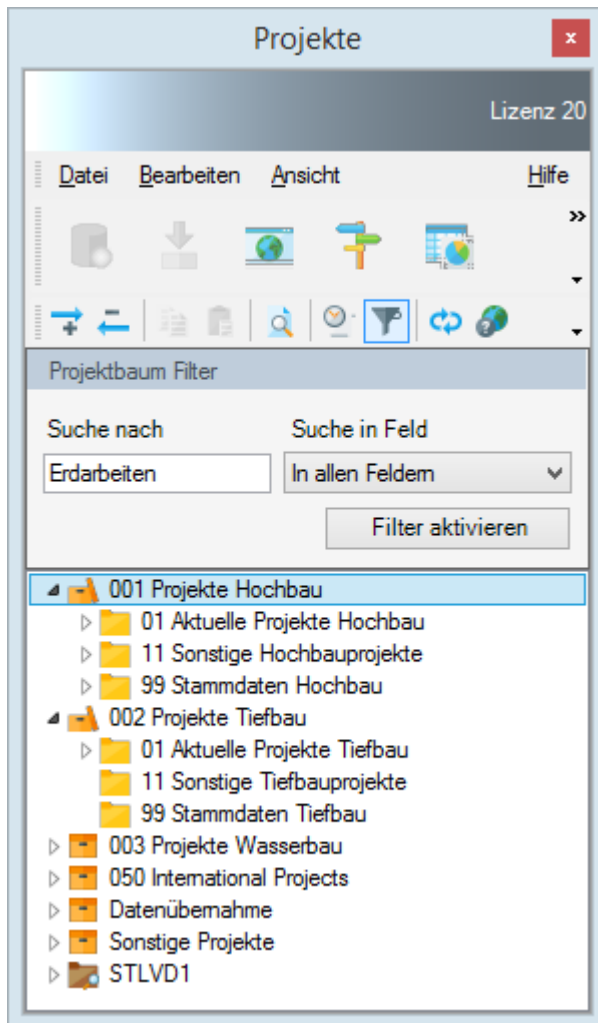 Projekte
x
Lizenz 20
Datei Bearbeiten Ansicht Hilfe
Projektbaum Filter
Suche nach Suche in Feld
Erdarbeiten In allen Feldern
Filter aktivieren
001 Projekte Hochbau
01 Aktuelle Projekte Hochbau
11 Sonstige Hochbauprojekte
99 Stammdaten Hochbau
002 Projekte Tiefbau
01 Aktuelle Projekte Tiefbau
11 Sonstige Tiefbauprojekte
99 Stammdaten Tiefbau
003 Projekte Wasserbau
050 International Projects
Datenübernahme
Sonstige Projekte
STLVD1